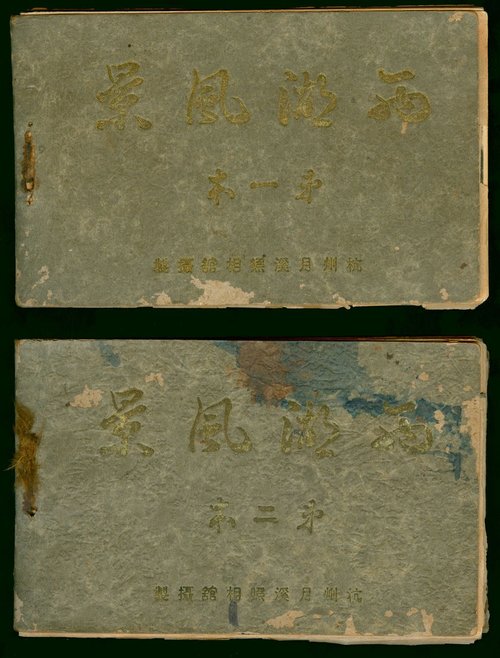 西湖風景
第一本
杭州月溪照相舘攝製
西湖風景
第二本
杭州月溪照相舘攝製